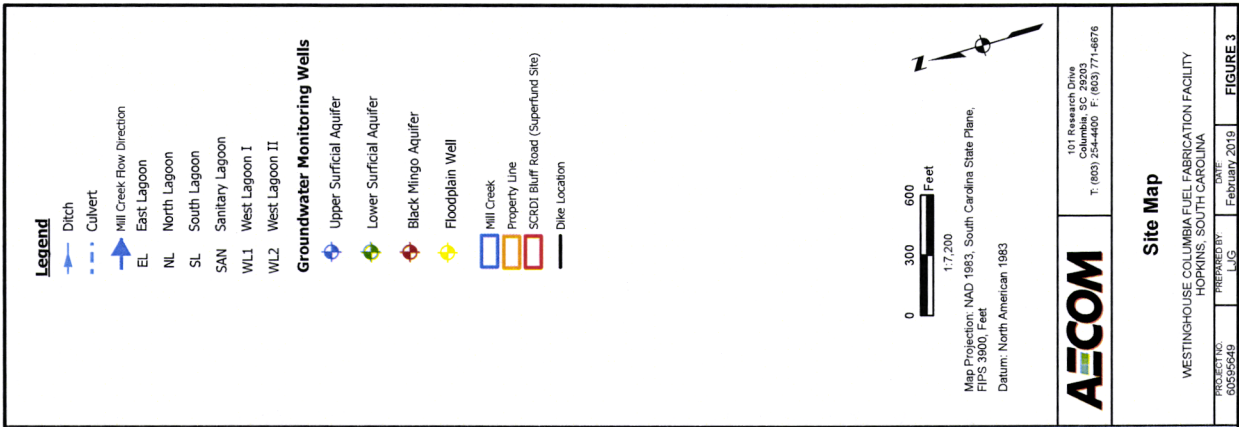 Legend
Ditch
Culvert
Mill Creek Flow Direction
EL East Lagoon
NL North Lagoon
SL South Lagoon
SAN Sanitary Lagoon
WL1 West Lagoon I
WL2 West Lagoon II
Groundwater Monitoring Wells
Upper Surficial Aquifer
Lower Surficial Aquifer
Black Mingo Aquifer
Floodplain Well
Mill Creek
Property Line
SCRDI Bluff Road (Superfund Site)
Dike Location
N
0 300 600
Feet
1:7,200
Map Projection: NAD 1983, South Carolina State Plane,
FIPS 3900, Feet
Datum: North American 1983
AECOM
101 Research Drive
Columbia, SC 29203
T: (803) 254-4400 F: (803) 771-6676
Site Map
WESTINGHOUSE COLUMBIA FUEL FABRICATION FACILITY
HOPKINS, SOUTH CAROLINA
PROJECT NO. PREPARED BY DATE
60595649 LJG February 2019 FIGURE 3